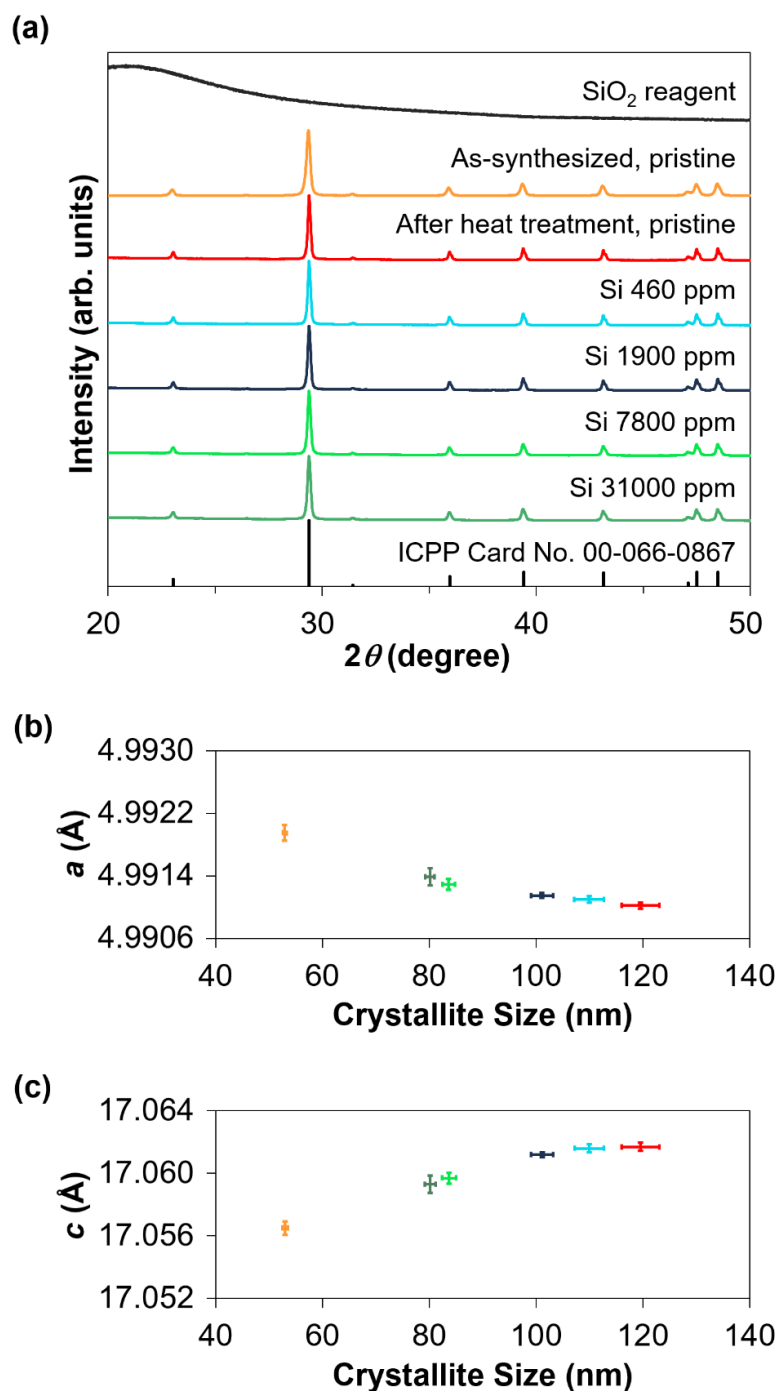 (a)
SiO₂ reagent
As-synthesized, pristine
After heat treatment, pristine
Si 460 ppm
Si 1900 ppm
Si 7800 ppm
Si 31000 ppm
ICPP Card No. 00-066-0867
Intensity (arb. units)
20 30 40 50
2θ (degree)
(b)
4.9930
4.9922
4.9914
4.9906
a (Å)
40 60 80 100 120 140
Crystallite Size (nm)
(c)
17.064
17.060
17.056
17.052
c (Å)
40 60 80 100 120 140
Crystallite Size (nm)